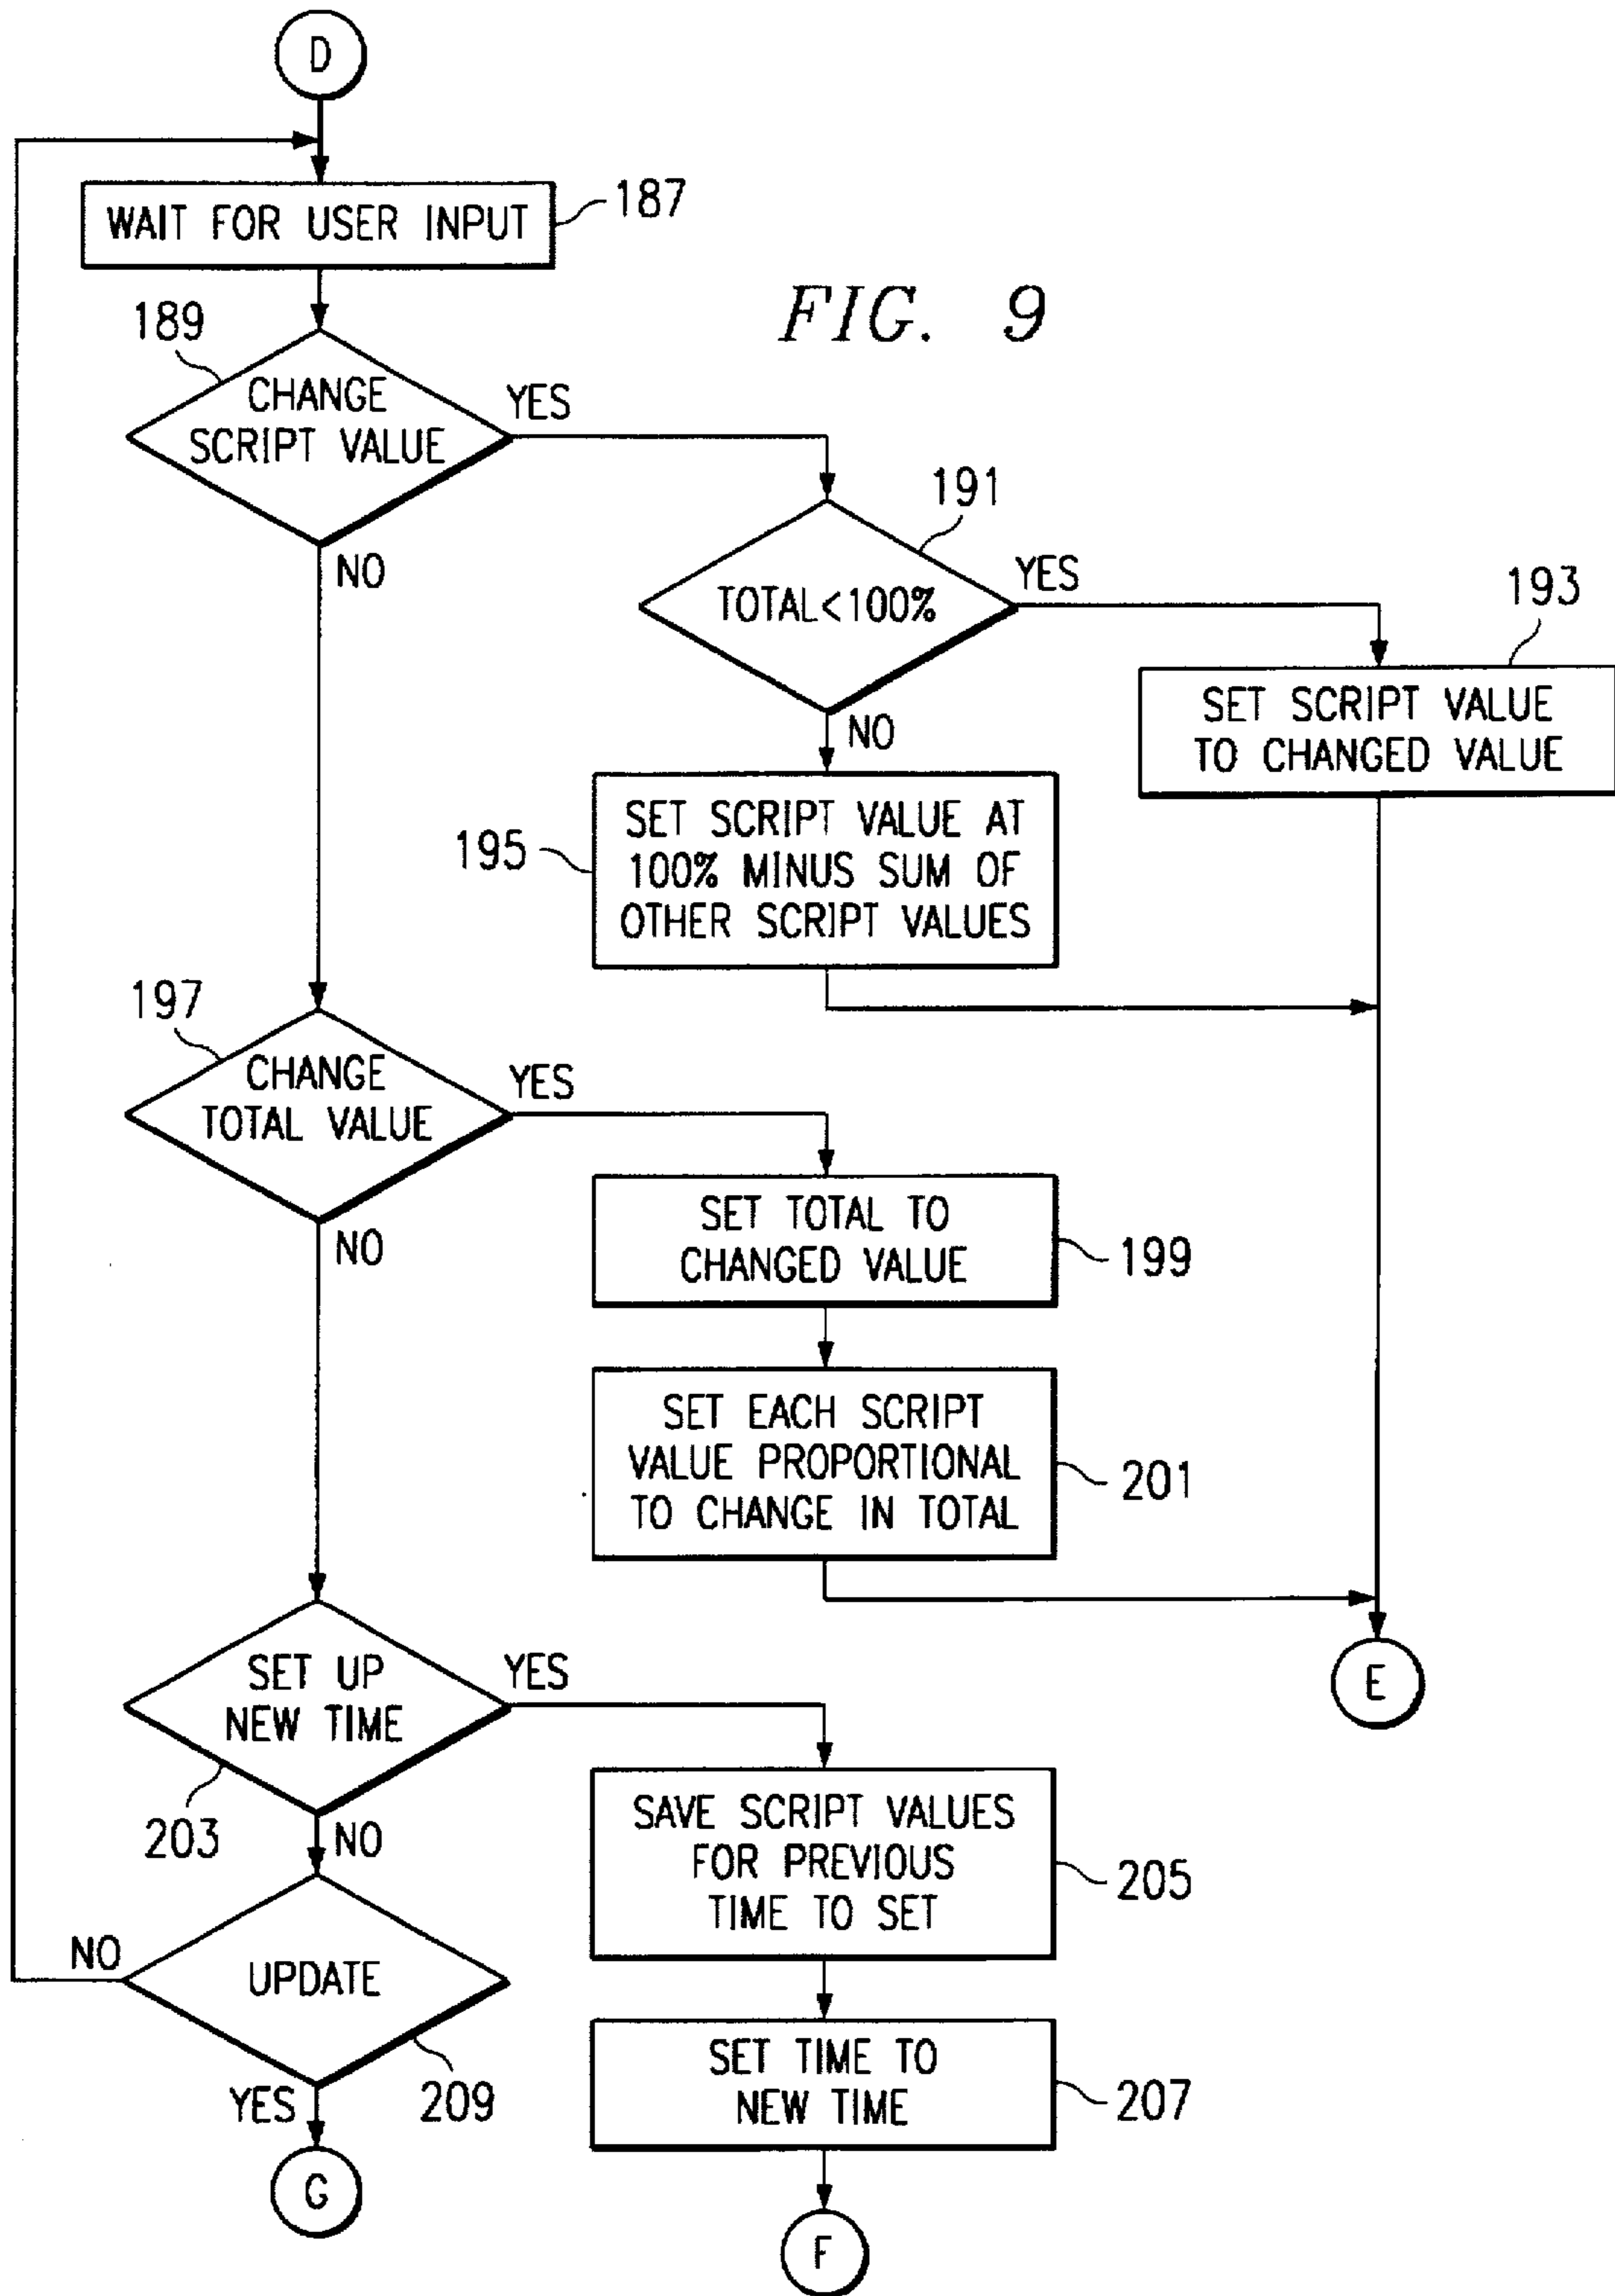 D
WAIT FOR USER INPUT
187
FIG. 9
189
CHANGE
SCRIPT VALUE
YES
NO
191
TOTAL<100%
YES
NO
193
SET SCRIPT VALUE
TO CHANGED VALUE
195
SET SCRIPT VALUE AT
100% MINUS SUM OF
OTHER SCRIPT VALUES
197
CHANGE
TOTAL VALUE
YES
NO
SET TOTAL TO
CHANGED VALUE
199
SET EACH SCRIPT
VALUE PROPORTIONAL
TO CHANGE IN TOTAL
201
E
SET UP
NEW TIME
YES
203
NO
SAVE SCRIPT VALUES
FOR PREVIOUS
TIME TO SET
205
NO
UPDATE
209
YES
G
SET TIME TO
NEW TIME
207
F